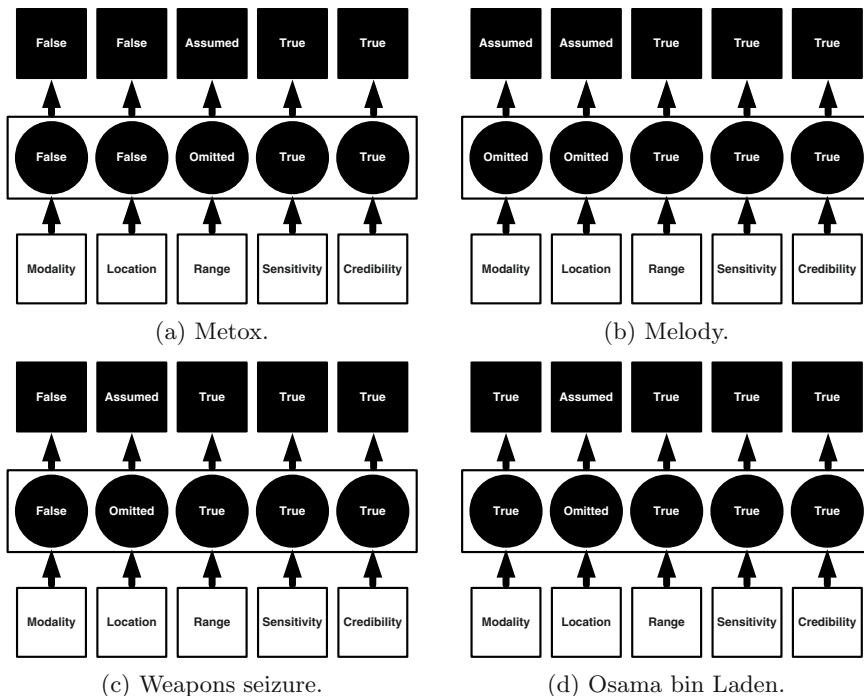 False False Assumed True True
False False Omitted True True
Modality Location Range Sensitivity Credibility
(a) Metox.
Assumed Assumed True True True
Omitted Omitted True True True
Modality Location Range Sensitivity Credibility
(b) Melody.
False Assumed True True True
False Omitted True True True
Modality Location Range Sensitivity Credibility
(c) Weapons seizure.
True Assumed True True True
True Omitted True True True
Modality Location Range Sensitivity Credibility
(d) Osama bin Laden.